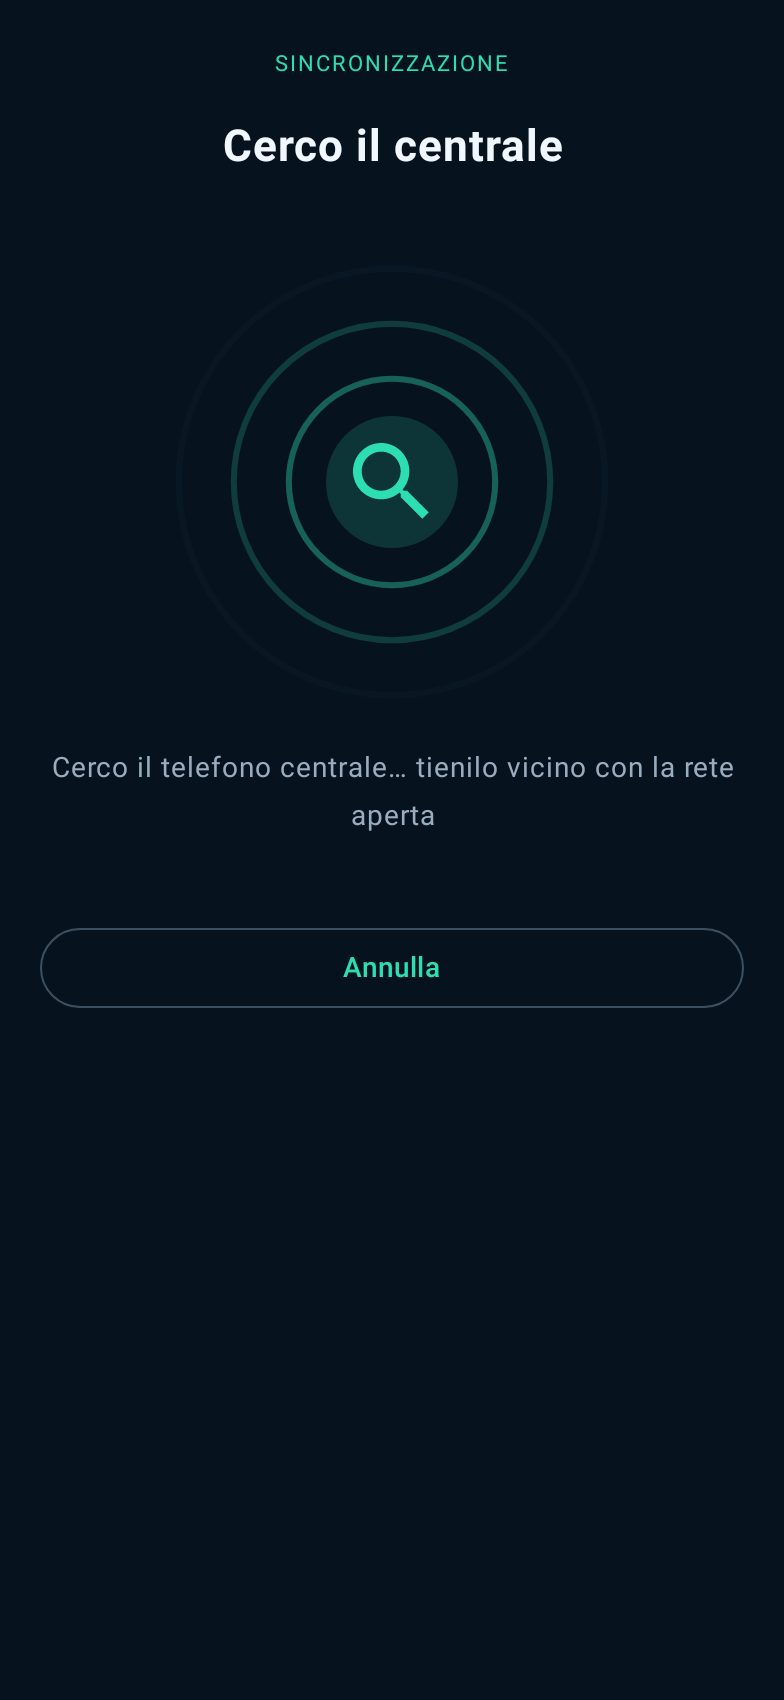 SINCRONIZZAZIONE
Cerco il centrale
Cerco il telefono centrale… tienilo vicino con la rete
aperta
Annulla